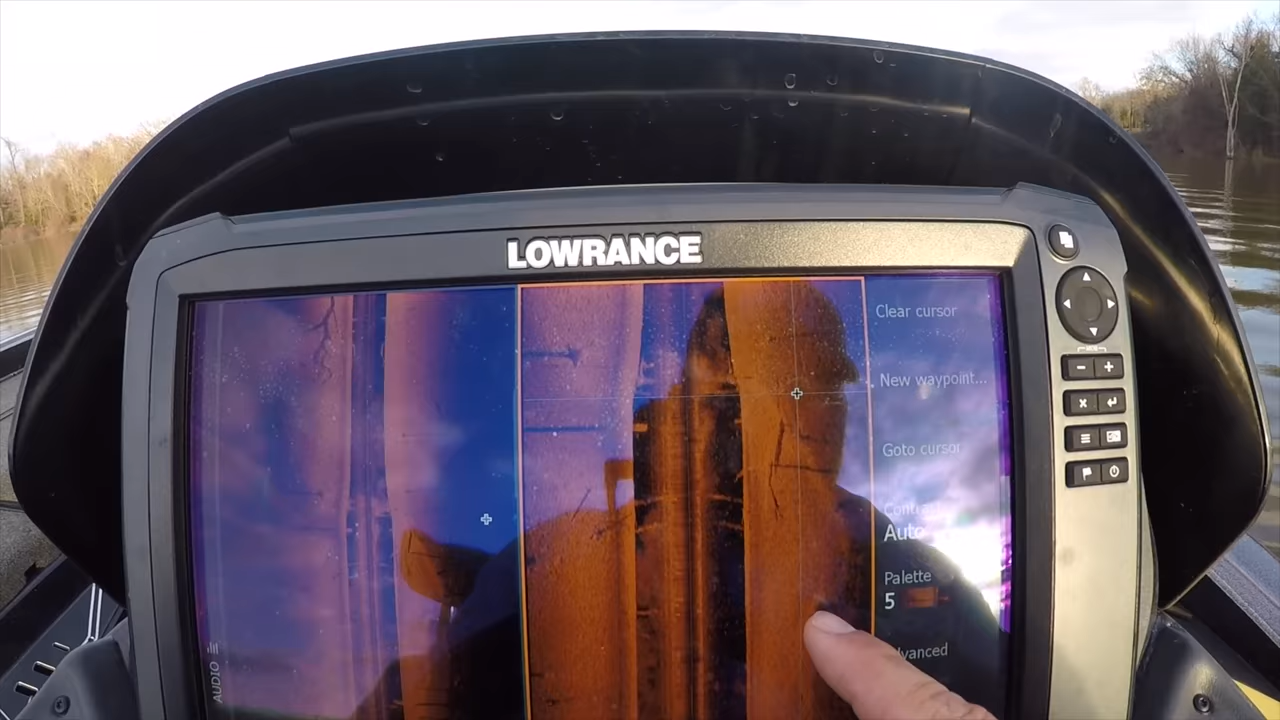 LOWRANCE
Clear cursor
New waypoint...
Goto cursor
Auto
Palette
5
AUDIO